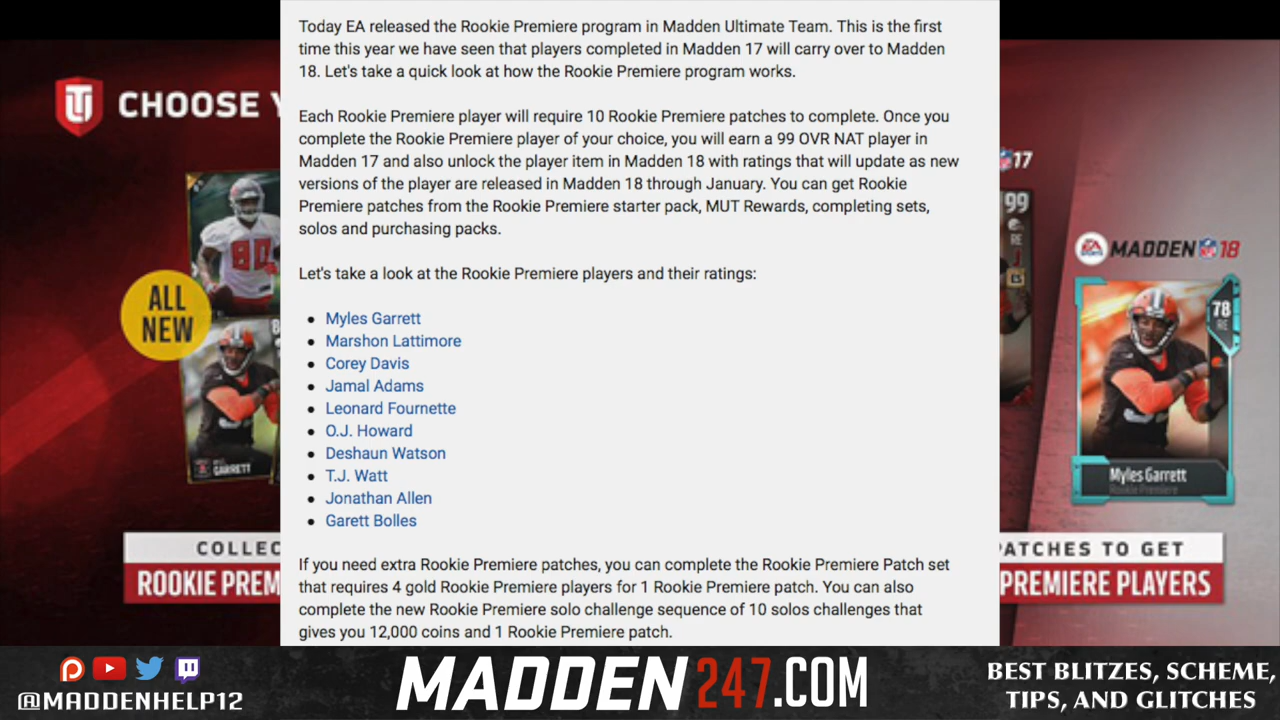 Today EA released the Rookie Premiere program in Madden Ultimate Team. This is the first
time this year we have seen that players completed in Madden 17 will carry over to Madden
18. Let's take a quick look at how the Rookie Premiere program works.
Each Rookie Premiere player will require 10 Rookie Premiere patches to complete. Once you
complete the Rookie Premiere player of your choice, you will earn a 99 OVR NAT player in
Madden 17 and also unlock the player item in Madden 18 with ratings that will update as new
versions of the player are released in Madden 18 through January. You can get Rookie
Premiere patches from the Rookie Premiere starter pack, MUT Rewards, completing sets,
solos and purchasing packs.
Let's take a look at the Rookie Premiere players and their ratings:
Myles Garrett
Marshon Lattimore
Corey Davis
Jamal Adams
Leonard Fournette
O.J. Howard
Deshaun Watson
T.J. Watt
Jonathan Allen
Garett Bolles
If you need extra Rookie Premiere patches, you can complete the Rookie Premiere Patch set
that requires 4 gold Rookie Premiere players for 1 Rookie Premiere patch. You can also
complete the new Rookie Premiere solo challenge sequence of 10 solos challenges that
gives you 12,000 coins and 1 Rookie Premiere patch.
UT
CHOOSE Y
ALL
NEW
GARRETT
COLLEC
ROOKIE PREM
17
99
RE
EA SPORTS MADDEN NFL 18
78
RE
Myles Garrett
Rookie Premiere
PATCHES TO GET
PREMIERE PLAYERS
@MADDENHELP12
MADDEN247.COM
BEST BLITZES, SCHEME,
TIPS, AND GLITCHES